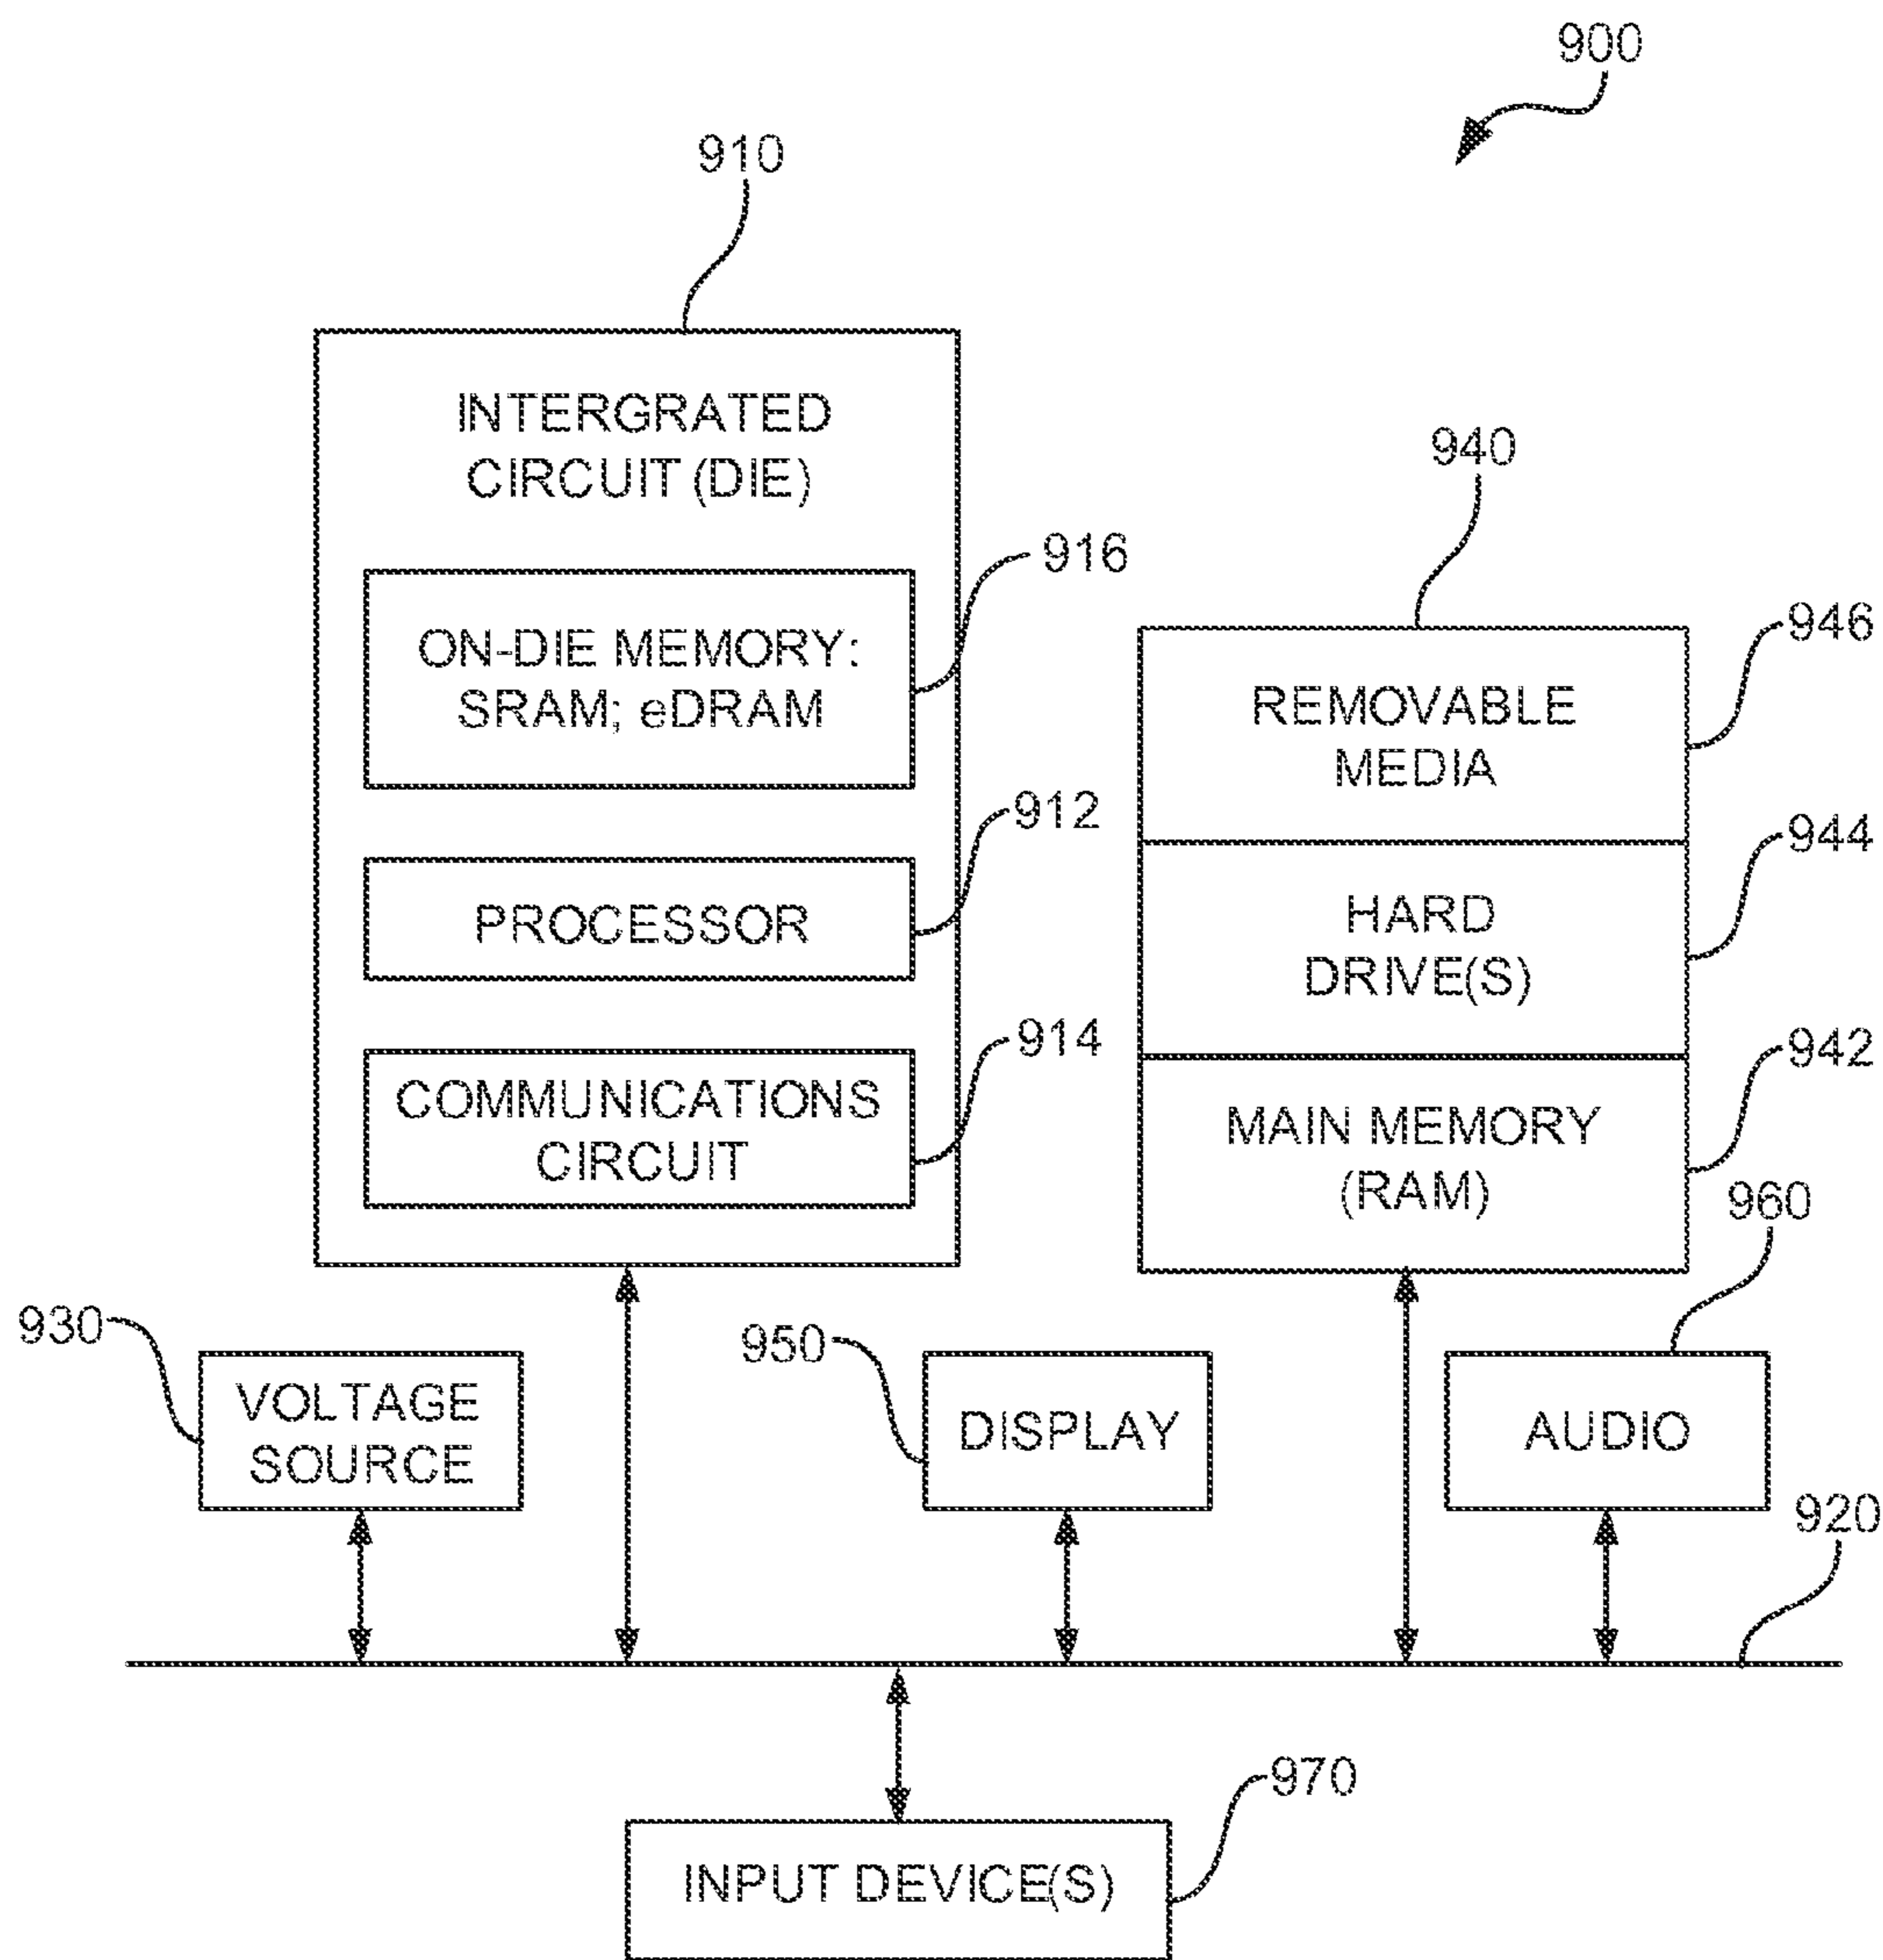 900
910
INTERGRATED
CIRCUIT (DIE)
940
916
ON-DIE MEMORY:
SRAM; eDRAM
946
REMOVABLE
MEDIA
912
PROCESSOR
944
HARD
DRIVE(S)
914
COMMUNICATIONS
CIRCUIT
942
MAIN MEMORY
(RAM)
960
930
VOLTAGE
SOURCE
950
DISPLAY
AUDIO
920
970
INPUT DEVICE(S)